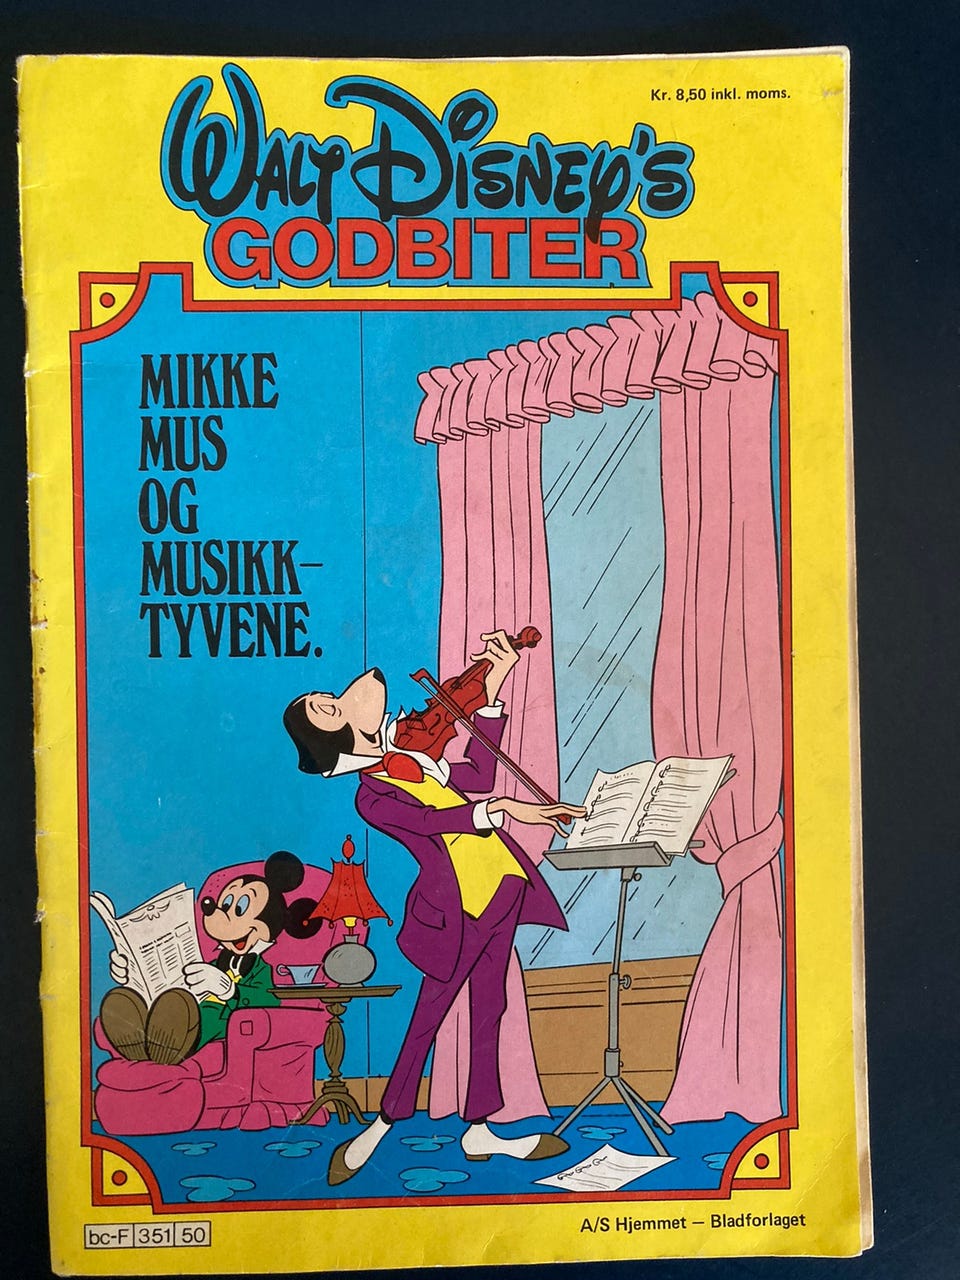 Kr. 8,50 inkl. moms.
WALT DISNEY'S
GODBITER
MIKKE
MUS
OG
MUSIKK-
TYVENE.
bc-F 351 50
A/S Hjemmet – Bladforlaget